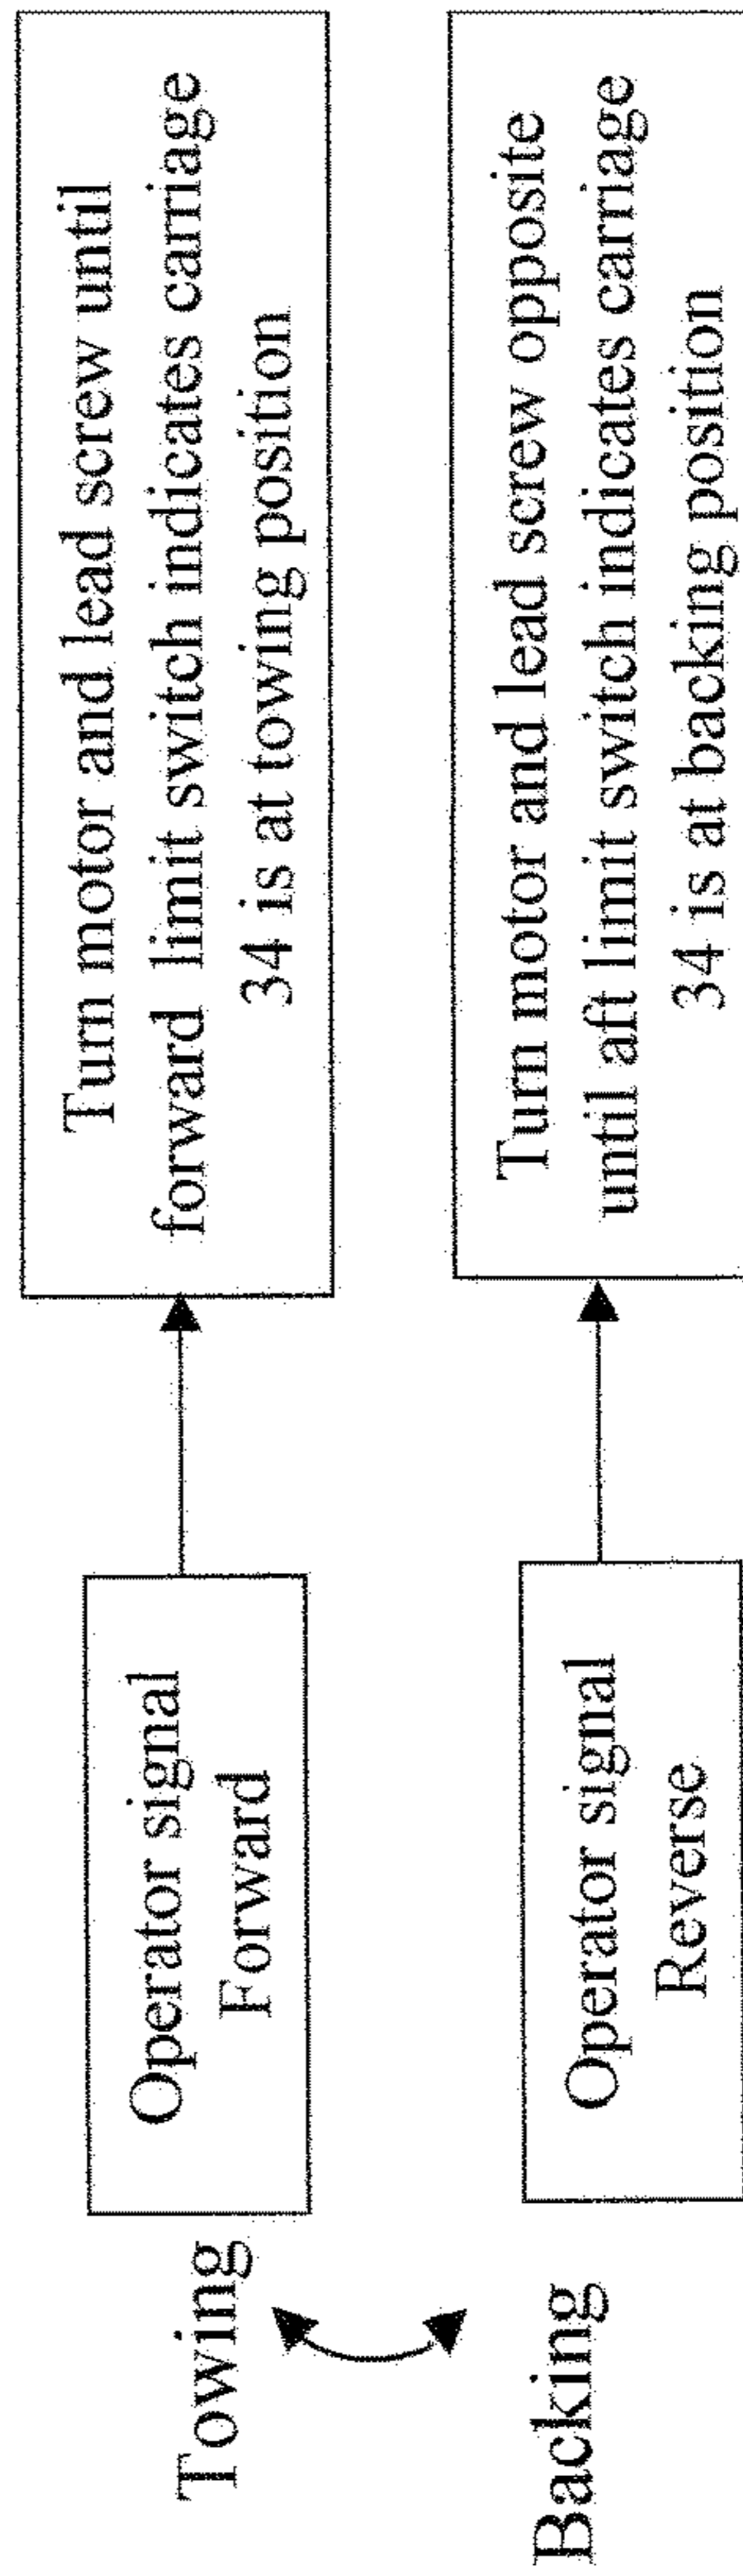 Towing
Operator signal
Forward
Turn motor and lead screw until
forward limit switch indicates carriage
34 is at towing position
Backing
Operator signal
Reverse
Turn motor and lead screw opposite
until aft limit switch indicates carriage
34 is at backing position